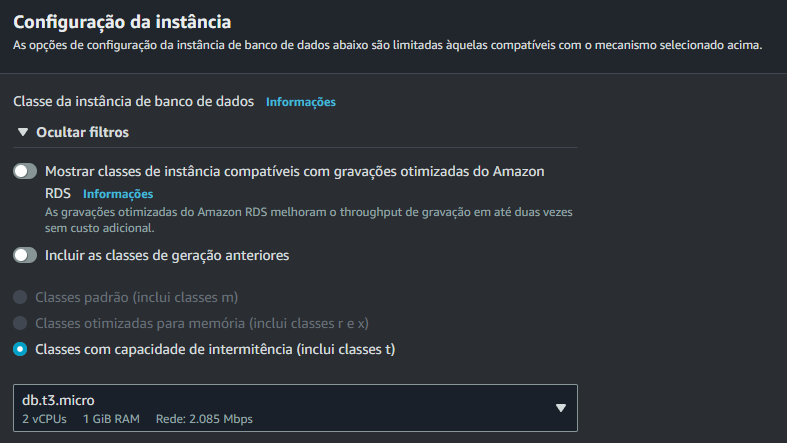 Configuração da instância
As opções de configuração da instância de banco de dados abaixo são limitadas àquelas compatíveis com o mecanismo selecionado acima.
Classe da instância de banco de dados Informações
Ocultar filtros
Mostrar classes de instância compatíveis com gravações otimizadas do Amazon
RDS Informações
As gravações otimizadas do Amazon RDS melhoram o throughput de gravação em até duas vezes
sem custo adicional.
Incluir as classes de geração anteriores
Classes padrão (inclui classes m)
Classes otimizadas para memória (inclui classes r e x)
Classes com capacidade de intermitência (inclui classes t)
db.t3.micro
2 vCPUs 1 GiB RAM Rede: 2.085 Mbps